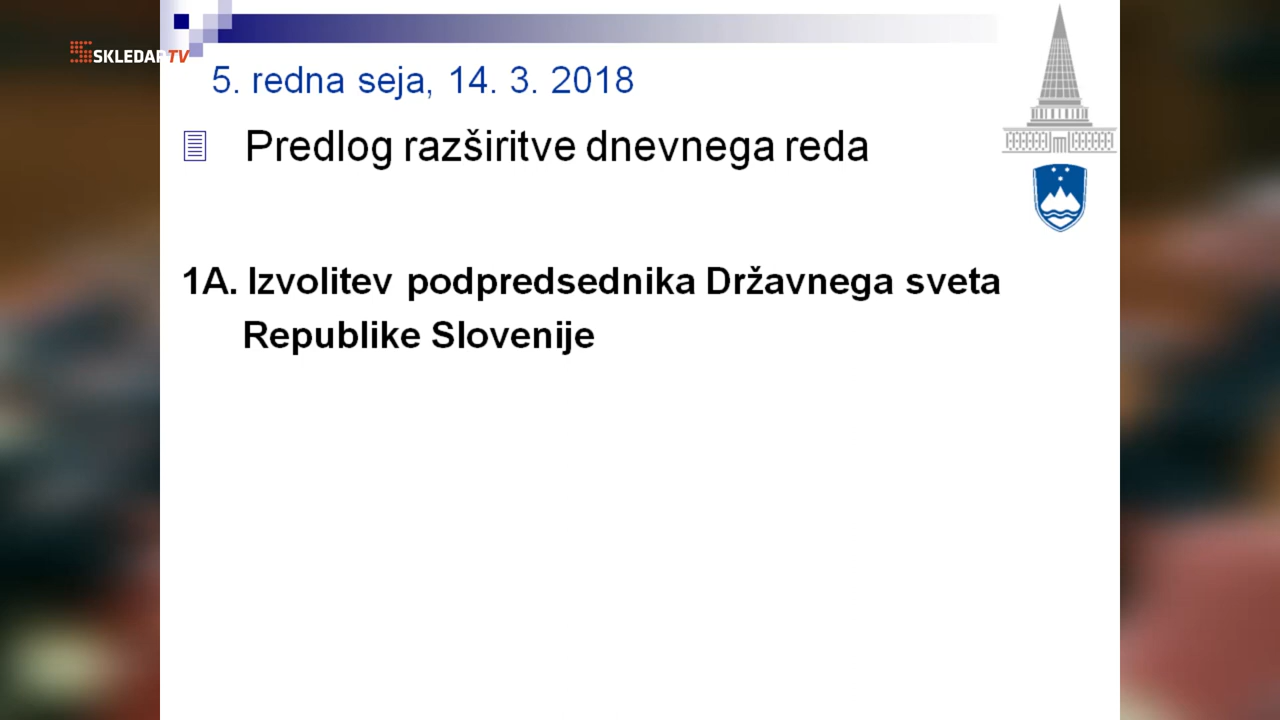 SKLEDAR TV
5. redna seja, 14. 3. 2018
Predlog razširitve dnevnega reda
1A. Izvolitev podpredsednika Državnega sveta
Republike Slovenije